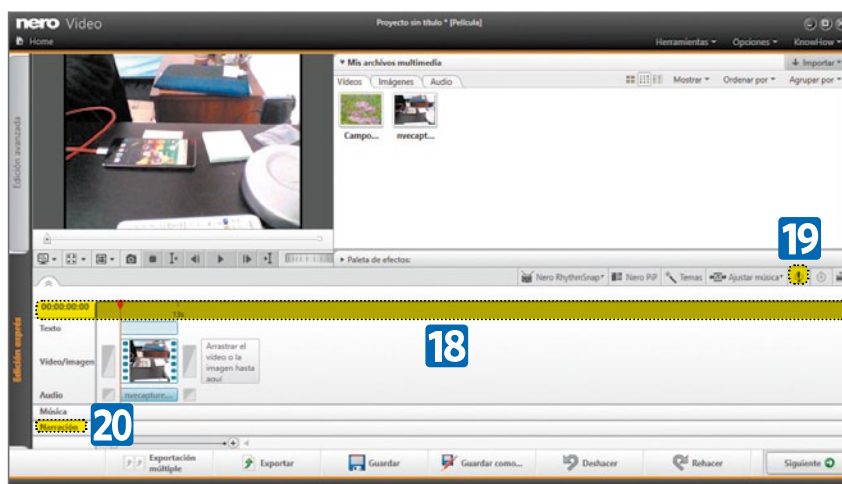 nero Video
Proyecto sin título * [Película]
Home
Herramientas Opciones KnowHow
Mis archivos multimedia
Importar
Vídeos Imágenes Audio
Mostrar Ordenar por Agrupar por
Campo... nvecapt...
Edición avanzada
19
Paleta de efectos:
Nero RhythmSnap Nero PiP Temas Ajustar música
00:00:00:00
13s
18
Edición exprés
Texto
Vídeo/imagen
Arrastrar el
vídeo o la
imagen hasta
aquí
Audio
nvecapture...
Música
Narración
20
Exportación
múltiple
Exportar
Guardar
Guardar como...
Deshacer
Rehacer
Siguiente